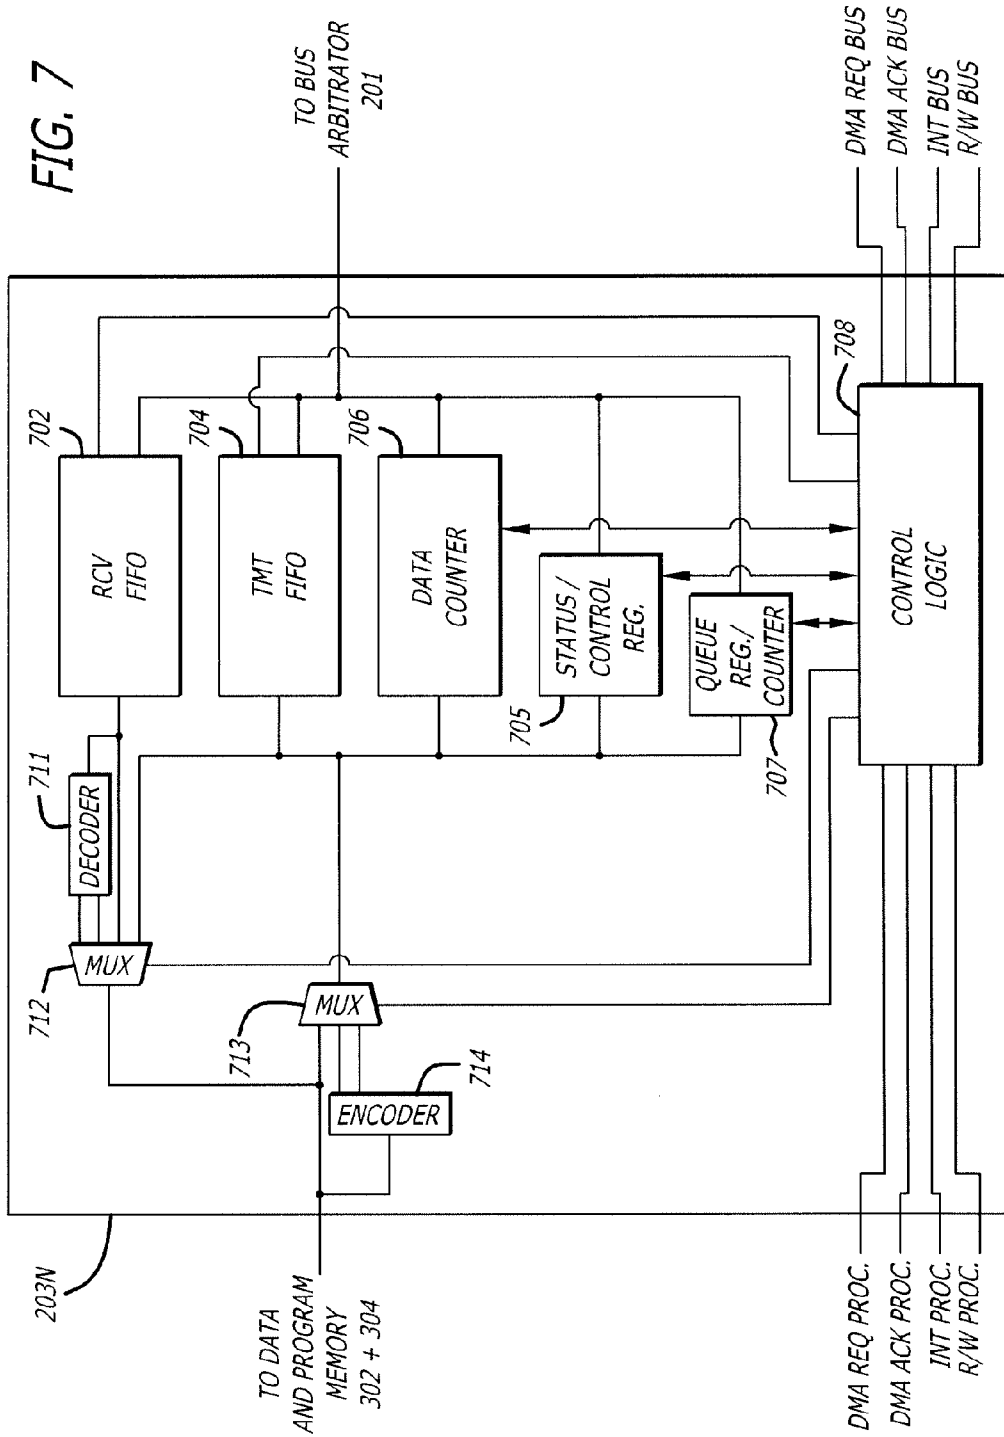 FIG. 7
203N
TO DATA
AND PROGRAM
MEMORY
302 + 304
712
MUX
711
DECODER
702
RCV
FIFO
704
TMT
FIFO
706
DATA
COUNTER
713
MUX
714
ENCODER
705
STATUS /
CONTROL
REG.
707
QUEUE
REG./
COUNTER
708
CONTROL
LOGIC
TO BUS
ARBITRATOR
201
DMA REQ PROC.
DMA ACK PROC.
INT PROC.
R/W PROC.
DMA REQ BUS
DMA ACK BUS
INT BUS
R/W BUS